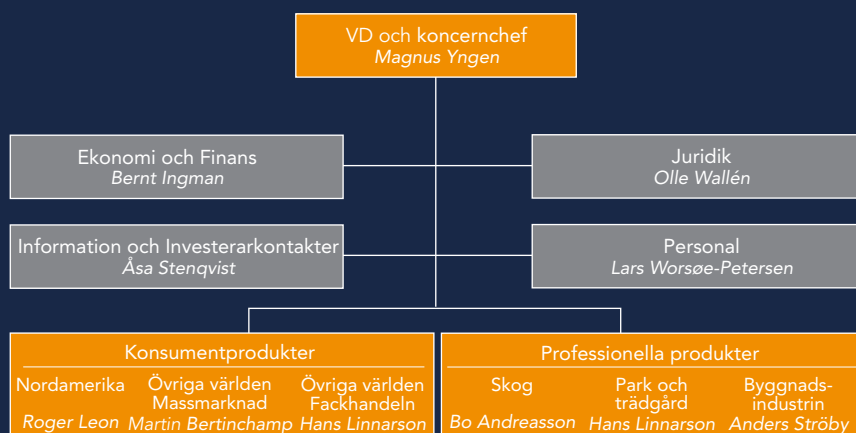 VD och koncernchef
Magnus Yngen
Ekonomi och Finans
Bernt Ingman
Juridik
Olle Wallén
Information och Investerarkontakter
Åsa Stenqvist
Personal
Lars Worsøe-Petersen
Konsumentprodukter
Nordamerika
Roger Leon
Övriga världen
Massmarknad
Martin Bertinchamp
Övriga världen
Fackhandeln
Hans Linnarson
Professionella produkter
Skog
Bo Andreasson
Park och
trädgård
Hans Linnarson
Byggnads-
industrin
Anders Ströby